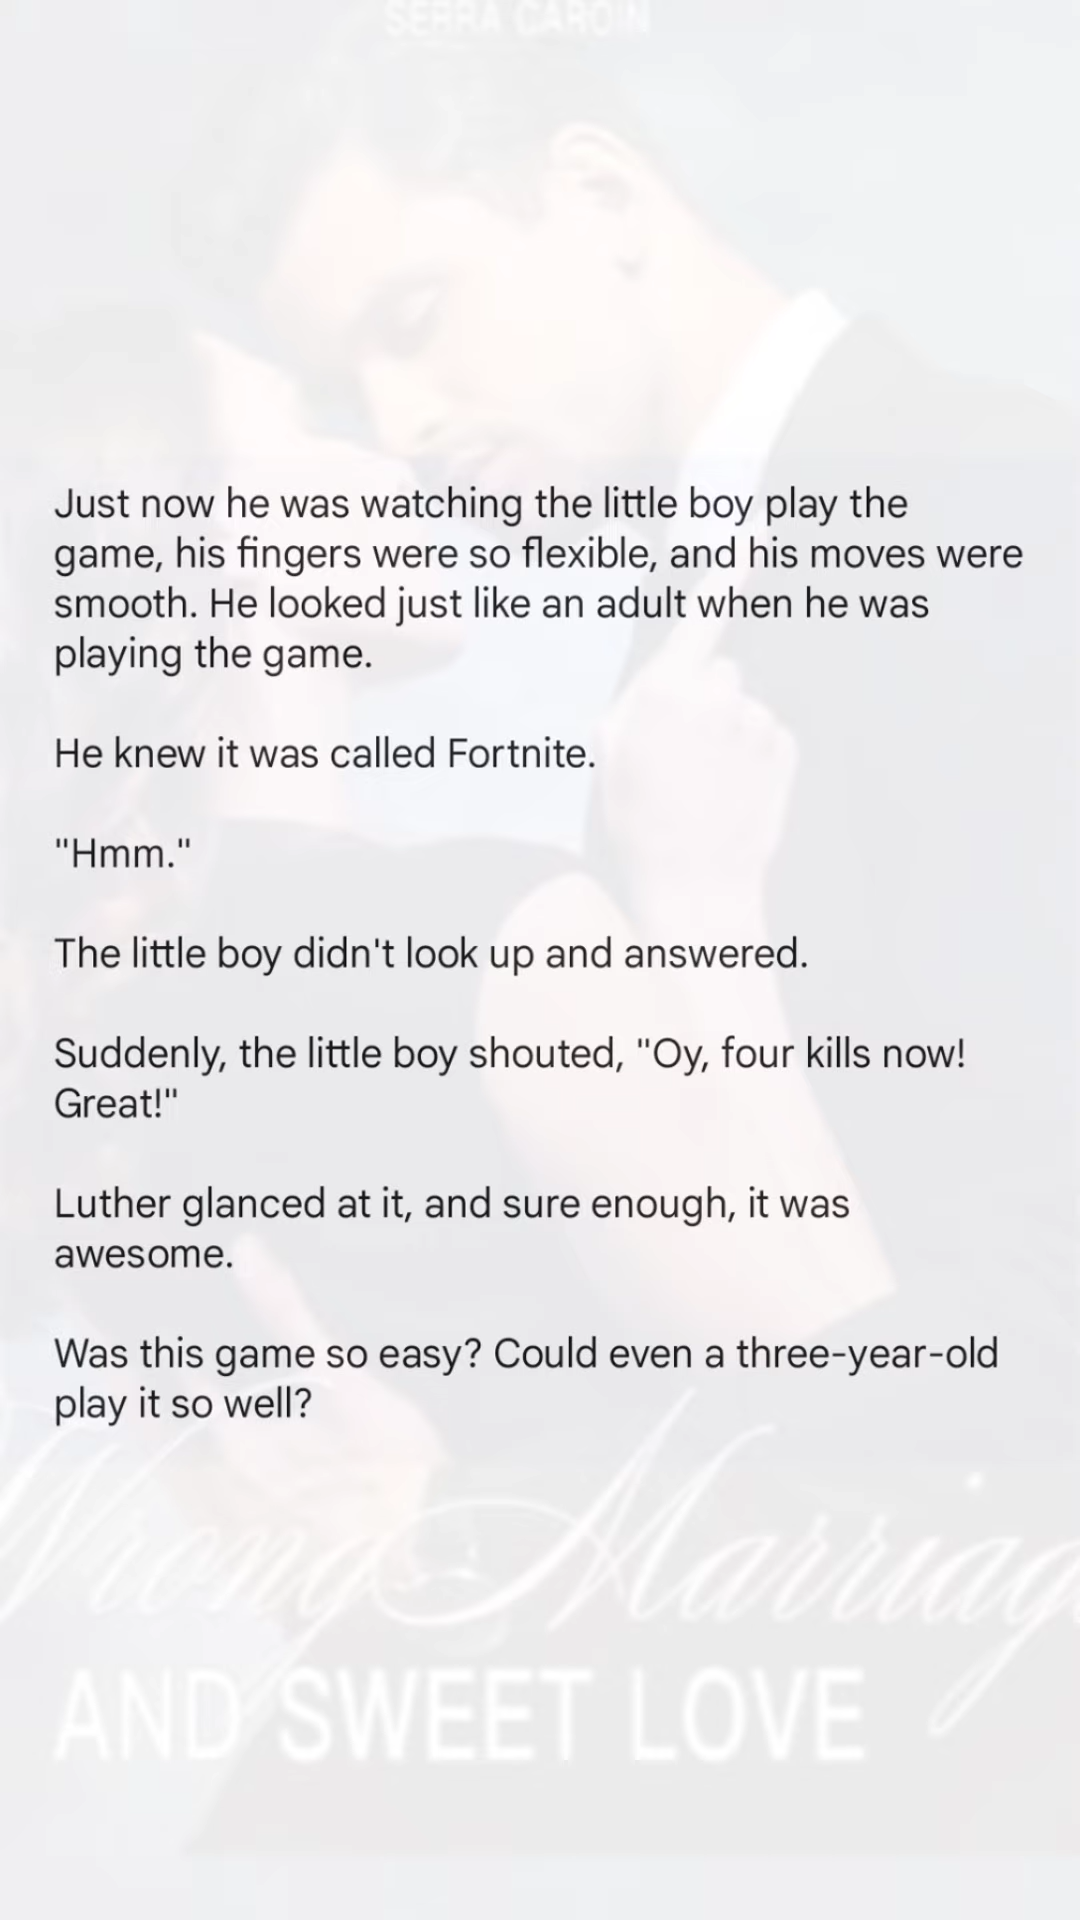 SERRA CARDIN
Just now he was watching the little boy play the
game, his fingers were so flexible, and his moves were
smooth. He looked just like an adult when he was
playing the game.
He knew it was called Fortnite.
"Hmm."
The little boy didn't look up and answered.
Suddenly, the little boy shouted, "Oy, four kills now!
Great!"
Luther glanced at it, and sure enough, it was
awesome.
Was this game so easy? Could even a three-year-old
play it so well?
Wrong Marriag
AND SWEET LOVE